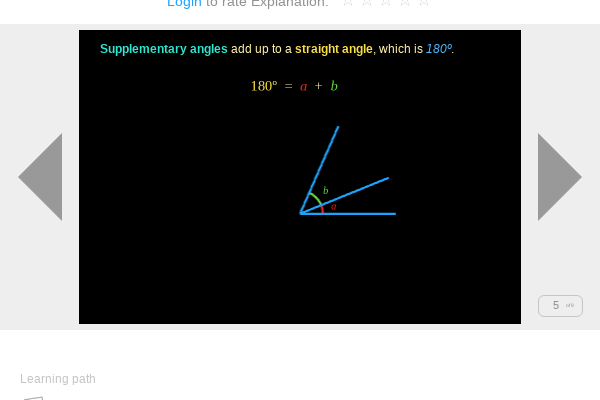 Login to rate Explanation.
Supplementary angles add up to a straight angle, which is 180º.
180° = a + b
b
a
5
Learning path